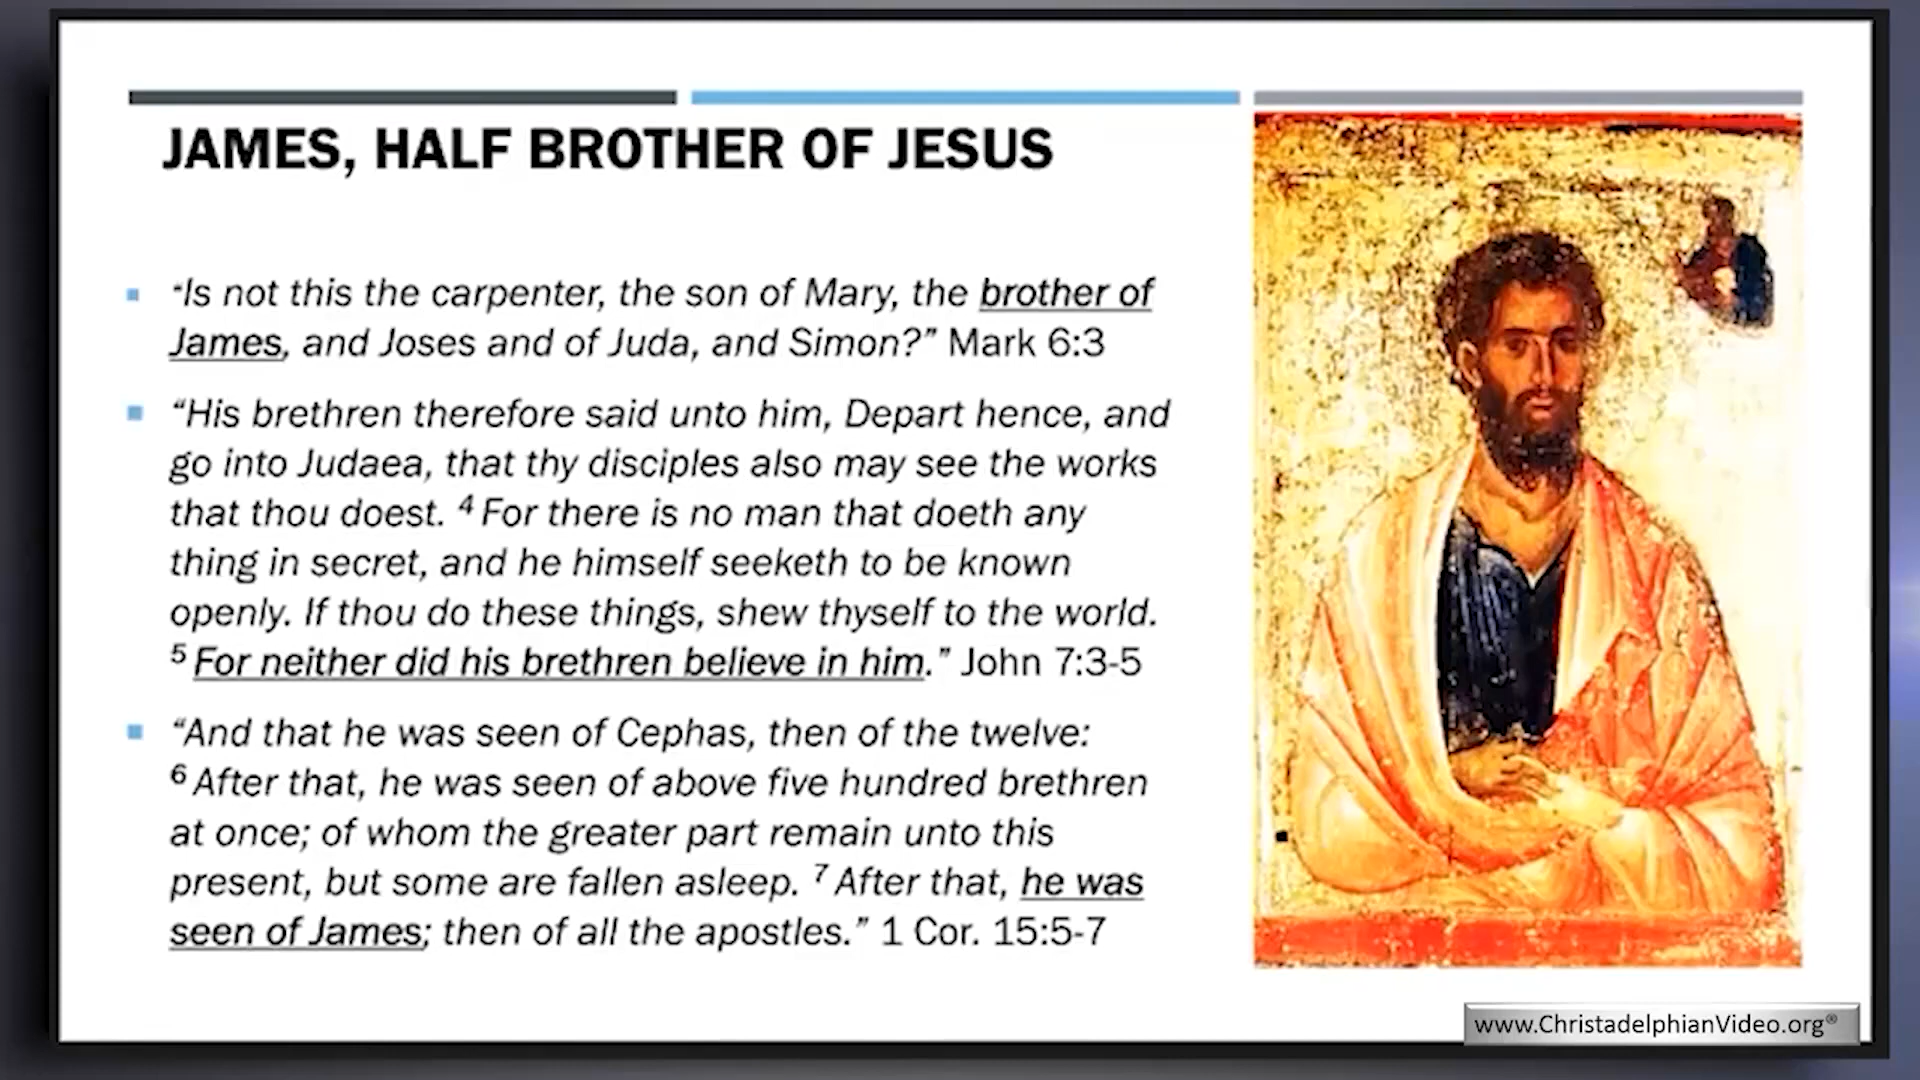 JAMES, HALF BROTHER OF JESUS
“Is not this the carpenter, the son of Mary, the brother of
James, and Joses and of Juda, and Simon?” Mark 6:3
“His brethren therefore said unto him, Depart hence, and
go into Judaea, that thy disciples also may see the works
that thou doest. ⁴ For there is no man that doeth any
thing in secret, and he himself seeketh to be known
openly. If thou do these things, shew thyself to the world.
⁵ For neither did his brethren believe in him.” John 7:3-5
“And that he was seen of Cephas, then of the twelve:
⁶ After that, he was seen of above five hundred brethren
at once; of whom the greater part remain unto this
present, but some are fallen asleep. ⁷ After that, he was
seen of James; then of all the apostles.” 1 Cor. 15:5-7
www.ChristadelphianVideo.org®